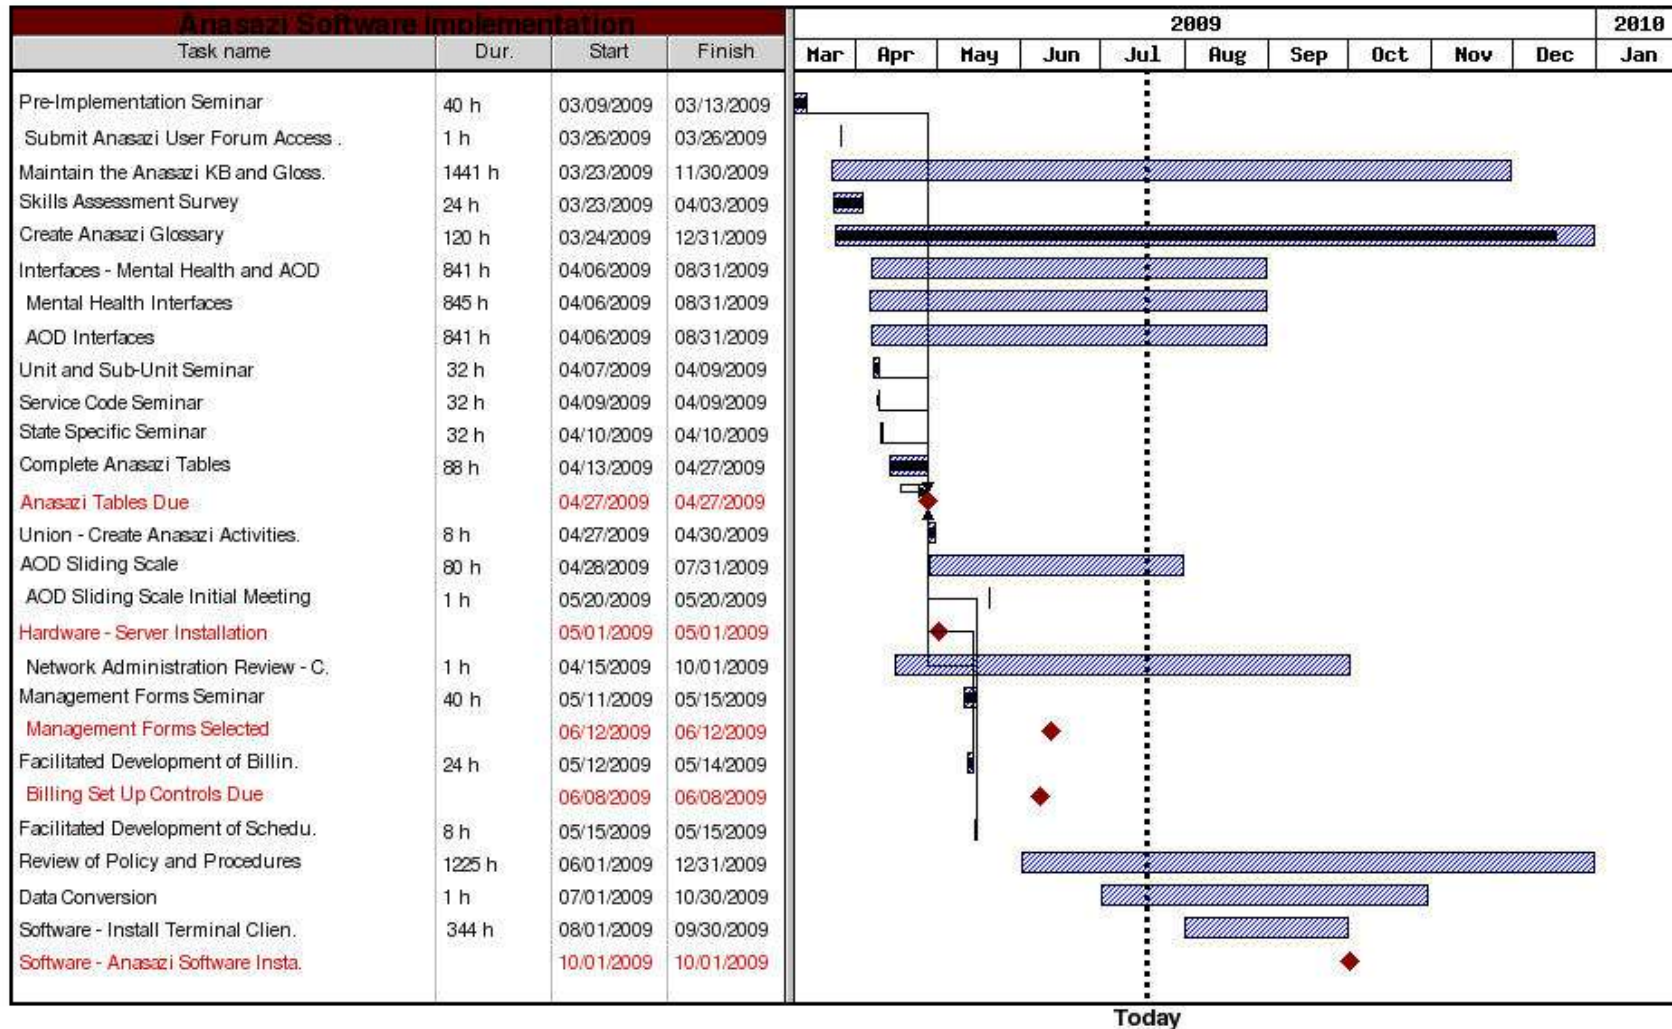 Anasazi Software Implementation
2009 2010
Task name Dur. Start Finish Mar Apr May Jun Jul Aug Sep Oct Nov Dec Jan
Pre-Implementation Seminar 40 h 03/09/2009 03/13/2009
Submit Anasazi User Forum Access . 1 h 03/26/2009 03/26/2009
Maintain the Anasazi KB and Gloss. 1441 h 03/23/2009 11/30/2009
Skills Assessment Survey 24 h 03/23/2009 04/03/2009
Create Anasazi Glossary 120 h 03/24/2009 12/31/2009
Interfaces - Mental Health and AOD 841 h 04/06/2009 08/31/2009
Mental Health Interfaces 845 h 04/06/2009 08/31/2009
AOD Interfaces 841 h 04/06/2009 08/31/2009
Unit and Sub-Unit Seminar 32 h 04/07/2009 04/09/2009
Service Code Seminar 32 h 04/09/2009 04/09/2009
State Specific Seminar 32 h 04/10/2009 04/10/2009
Complete Anasazi Tables 88 h 04/13/2009 04/27/2009
Anasazi Tables Due 04/27/2009 04/27/2009
Union - Create Anasazi Activities. 8 h 04/27/2009 04/30/2009
AOD Sliding Scale 80 h 04/28/2009 07/31/2009
AOD Sliding Scale Initial Meeting 1 h 05/20/2009 05/20/2009
Hardware - Server Installation 05/01/2009 05/01/2009
Network Administration Review - C. 1 h 04/15/2009 10/01/2009
Management Forms Seminar 40 h 05/11/2009 05/15/2009
Management Forms Selected 06/12/2009 06/12/2009
Facilitated Development of Billin. 24 h 05/12/2009 05/14/2009
Billing Set Up Controls Due 06/08/2009 06/08/2009
Facilitated Development of Schedu. 8 h 05/15/2009 05/15/2009
Review of Policy and Procedures 1225 h 06/01/2009 12/31/2009
Data Conversion 1 h 07/01/2009 10/30/2009
Software - Install Terminal Clien. 344 h 08/01/2009 09/30/2009
Software - Anasazi Software Insta. 10/01/2009 10/01/2009
Today